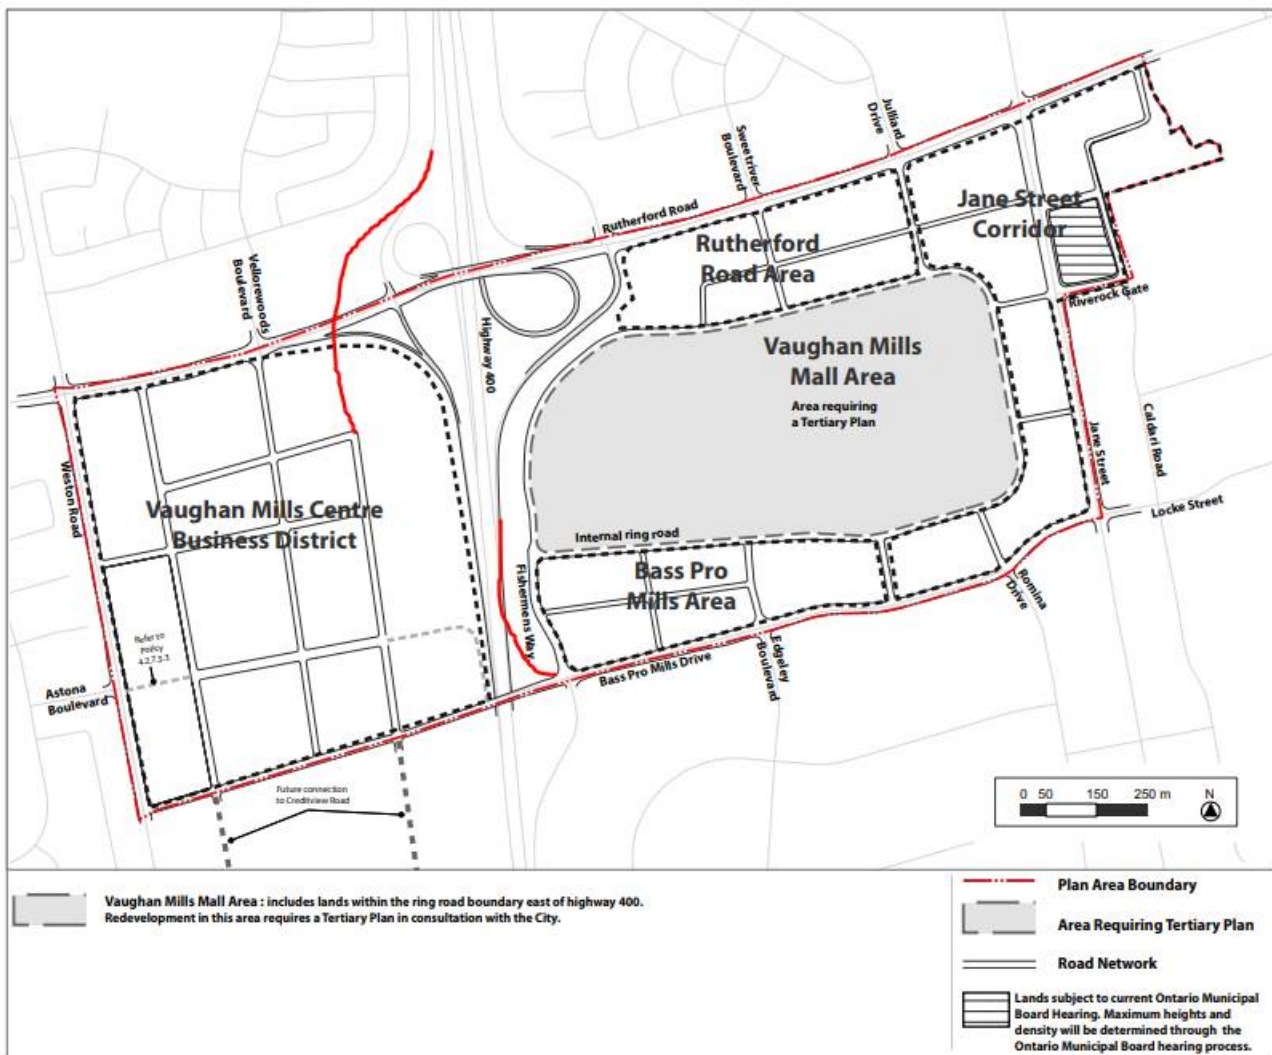 Julliard
Drive
Sweetriver
Boulevard
Jane Street
Corridor
Rutherford Road
Rutherford
Road Area
Vellorewoods
Boulevard
Riverock Gate
Highway 400
Vaughan Mills
Mall Area
Area requiring
a Tertiary Plan
Jane Street
Caldari Road
Weston Road
Vaughan Mills Centre
Business District
Locke Street
Internal ring road
Bass Pro
Mills Area
Fishermens Way
Romina
Drive
Refer to
Policy
4.2.7.3.3
Edgeley
Boulevard
Bass Pro Mills Drive
Astona
Boulevard
Future connection
to Creditview Road
0 50 150 250 m
N
Vaughan Mills Mall Area : includes lands within the ring road boundary east of highway 400.
Redevelopment in this area requires a Tertiary Plan in consultation with the City.
Plan Area Boundary
Area Requiring Tertiary Plan
Road Network
Lands subject to current Ontario Municipal
Board Hearing. Maximum heights and
density will be determined through the
Ontario Municipal Board hearing process.